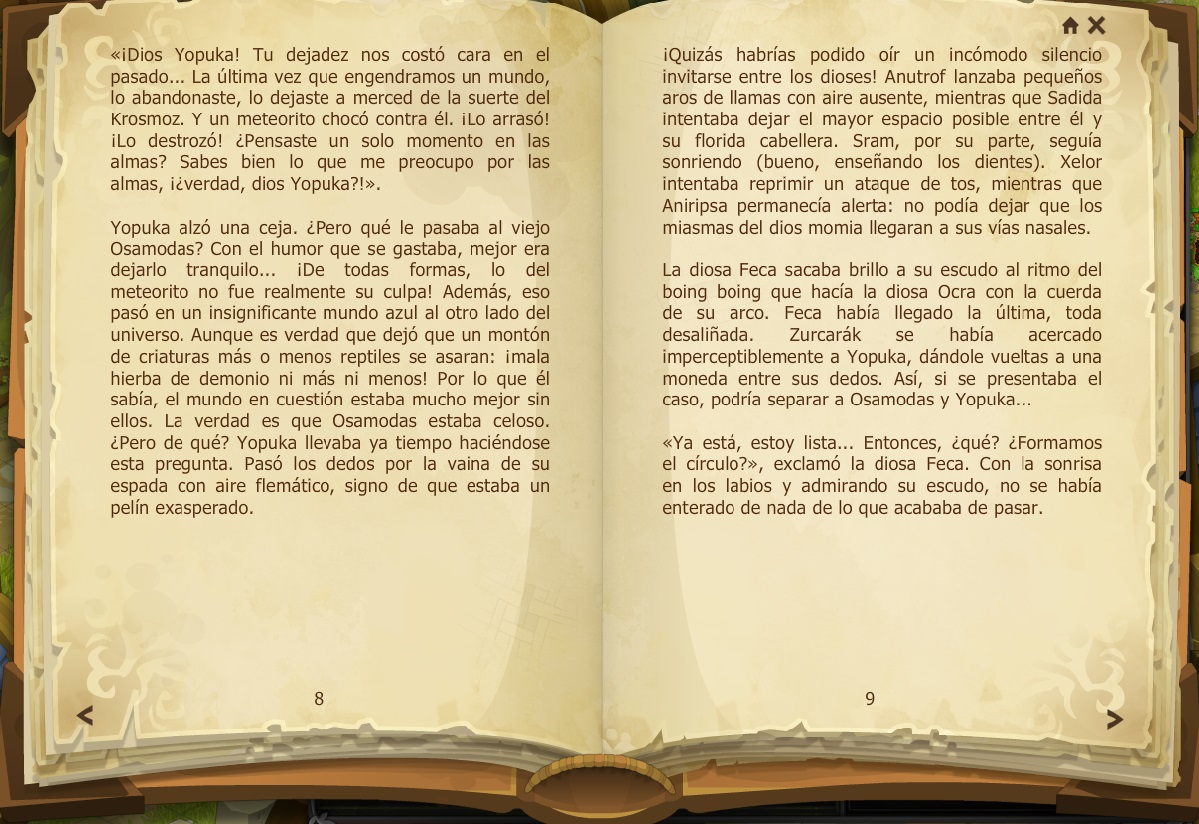 «¡Dios Yopuka! Tu dejadez nos costó cara en el
pasado... La última vez que engendramos un mundo,
lo abandonaste, lo dejaste a merced de la suerte del
Krosmoz. Y un meteorito chocó contra él. ¡Lo arrasó!
¡Lo destrozó! ¿Pensaste un solo momento en las
almas? Sabes bien lo que me preocupo por las
almas, ¡¿verdad, dios Yopuka?!».
Yopuka alzó una ceja. ¿Pero qué le pasaba al viejo
Osamodas? Con el humor que se gastaba, mejor era
dejarlo tranquilo... ¡De todas formas, lo del
meteorito no fue realmente su culpa! Además, eso
pasó en un insignificante mundo azul al otro lado del
universo. Aunque es verdad que dejó que un montón
de criaturas más o menos reptiles se asaran: ¡mala
hierba de demonio ni más ni menos! Por lo que él
sabía, el mundo en cuestión estaba mucho mejor sin
ellos. La verdad es que Osamodas estaba celoso.
¿Pero de qué? Yopuka llevaba ya tiempo haciéndose
esta pregunta. Pasó los dedos por la vaina de su
espada con aire flemático, signo de que estaba un
pelín exasperado.
8
¡Quizás habrías podido oír un incómodo silencio
invitarse entre los dioses! Anutrof lanzaba pequeños
aros de llamas con aire ausente, mientras que Sadida
intentaba dejar el mayor espacio posible entre él y
su florida cabellera. Sram, por su parte, seguía
sonriendo (bueno, enseñando los dientes). Xelor
intentaba reprimir un ataque de tos, mientras que
Aniripsa permanecía alerta: no podía dejar que los
miasmas del dios momia llegaran a sus vías nasales.
La diosa Feca sacaba brillo a su escudo al ritmo del
boing boing que hacía la diosa Ocra con la cuerda
de su arco. Feca había llegado la última, toda
desaliñada. Zurcarák se había acercado
imperceptiblemente a Yopuka, dándole vueltas a una
moneda entre sus dedos. Así, si se presentaba el
caso, podría separar a Osamodas y Yopuka...
«Ya está, estoy lista... Entonces, ¿qué? ¿Formamos
el círculo?», exclamó la diosa Feca. Con la sonrisa
en los labios y admirando su escudo, no se había
enterado de nada de lo que acababa de pasar.
9